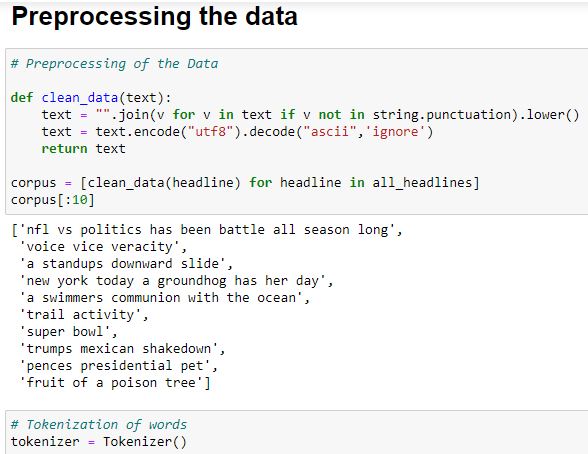 Preprocessing the data
# Preprocessing of the Data
def clean_data(text):
    text = "".join(v for v in text if v not in string.punctuation).lower()
    text = text.encode("utf8").decode("ascii",'ignore')
    return text
corpus = [clean_data(headline) for headline in all_headlines]
corpus[:10]
['nfl vs politics has been battle all season long',
 'voice vice veracity',
 'a standups downward slide',
 'new york today a groundhog has her day',
 'a swimmers communion with the ocean',
 'trail activity',
 'super bowl',
 'trumps mexican shakedown',
 'pences presidential pet',
 'fruit of a poison tree']
# Tokenization of words
tokenizer = Tokenizer()